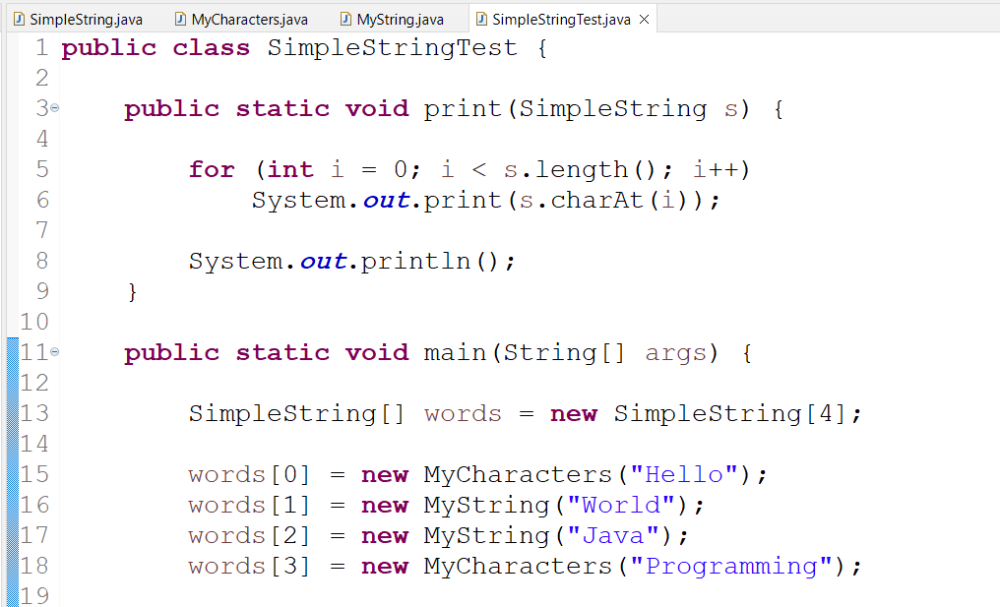 SimpleString.java MyCharacters.java MyString.java SimpleStringTest.java
1 public class SimpleStringTest {
2
3 public static void print(SimpleString s) {
4
5 for (int i = 0; i < s.length(); i++)
6 System.out.print(s.charAt(i));
7
8 System.out.println();
9 }
10
11 public static void main(String[] args) {
12
13 SimpleString[] words = new SimpleString[4];
14
15 words[0] = new MyCharacters("Hello");
16 words[1] = new MyString("World");
17 words[2] = new MyString("Java");
18 words[3] = new MyCharacters("Programming");
19